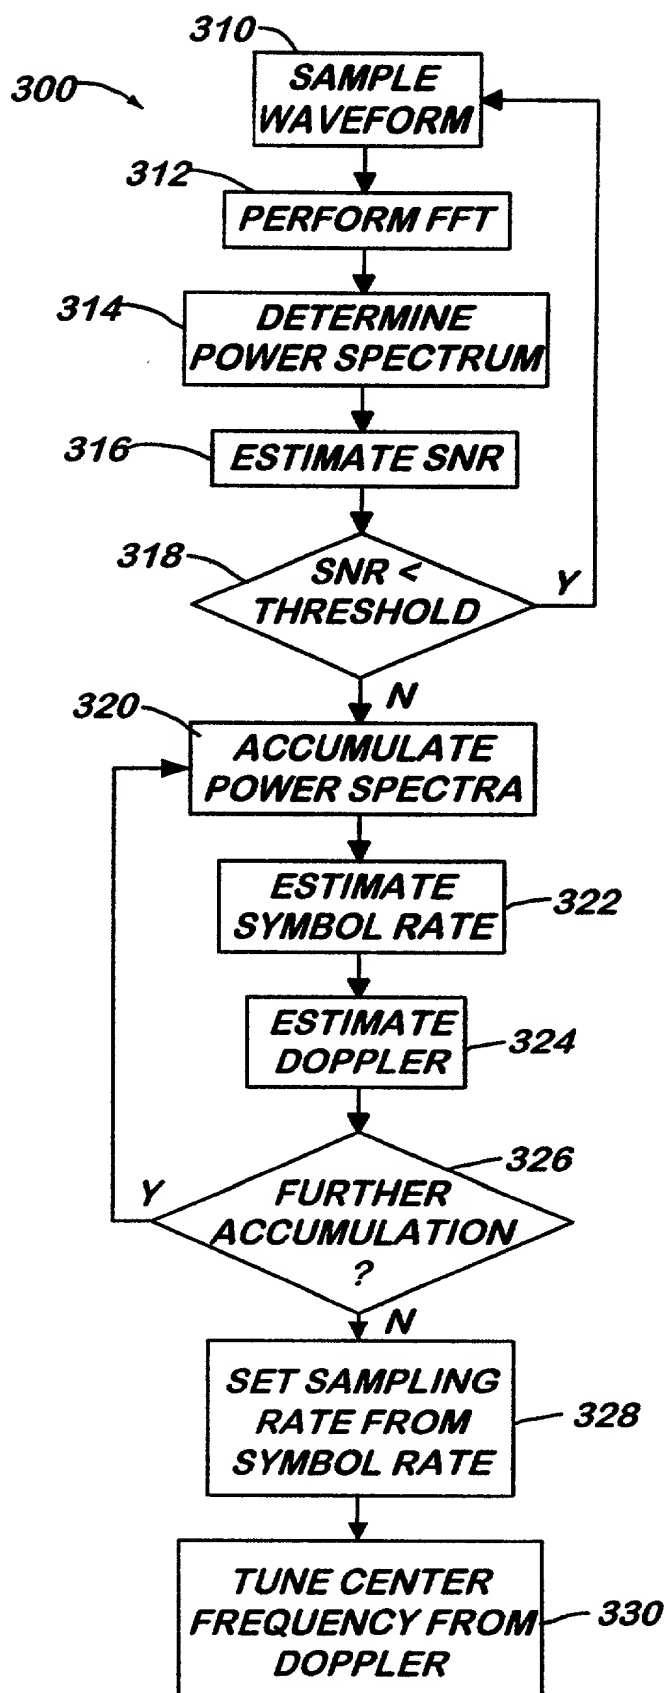 310
SAMPLE
WAVEFORM
300
312
PERFORM FFT
314
DETERMINE
POWER SPECTRUM
316
ESTIMATE SNR
318
SNR <
THRESHOLD
Y
N
320
ACCUMULATE
POWER SPECTRA
ESTIMATE
SYMBOL RATE
322
ESTIMATE
DOPPLER
324
326
Y
FURTHER
ACCUMULATION
?
N
SET SAMPLING
RATE FROM
SYMBOL RATE
328
TUNE CENTER
FREQUENCY FROM
DOPPLER
330